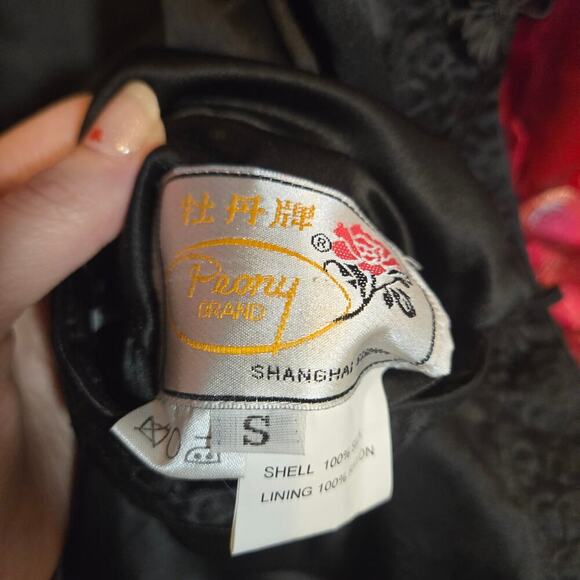 牡丹牌
®
Peony
BRAND
SHANGHAI
S
SHELL 100%
LINING 100%